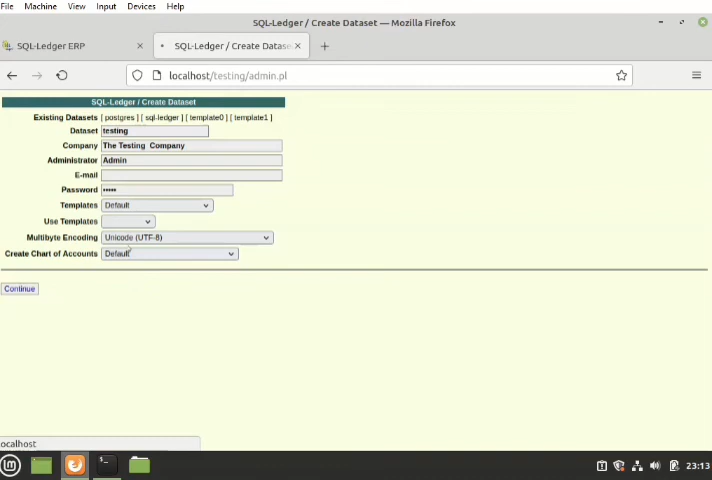 File Machine View Input Devices Help
SQL-Ledger / Create Dataset — Mozilla Firefox
SQL-Ledger ERP
SQL-Ledger / Create Datase
localhost/testing/admin.pl
SQL-Ledger / Create Dataset
Existing Datasets [ postgres ] [ sql-ledger ] [ template0 ] [ template1 ]
Dataset testing
Company The Testing Company
Administrator Admin
E-mail
Password •••••
Templates Default
Use Templates
Multibyte Encoding Unicode (UTF-8)
Create Chart of Accounts Default
Continue
ocalhost
23:13